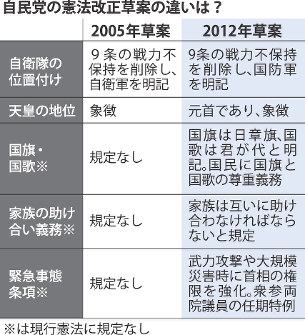 自民党の憲法改正草案の違いは？
2005年草案
2012年草案
自衛隊の
位置付け
９条の戦力不
保持を削除し、
自衛軍を明記
9条の戦力不保持
を削除し、国防軍
を明記
天皇の地位
象徴
元首であり、象徴
国旗・
国歌※
規定なし
国旗は日章旗、国
歌は君が代と明
記。国民に国旗と
国歌の尊重義務
家族の助け
合い義務※
規定なし
家族は互いに助け
合わなければなら
ないと規定
緊急事態
条項※
規定なし
武力攻撃や大規模
災害時に首相の権
限を強化。衆参両
院議員の任期特例
※は現行憲法に規定なし